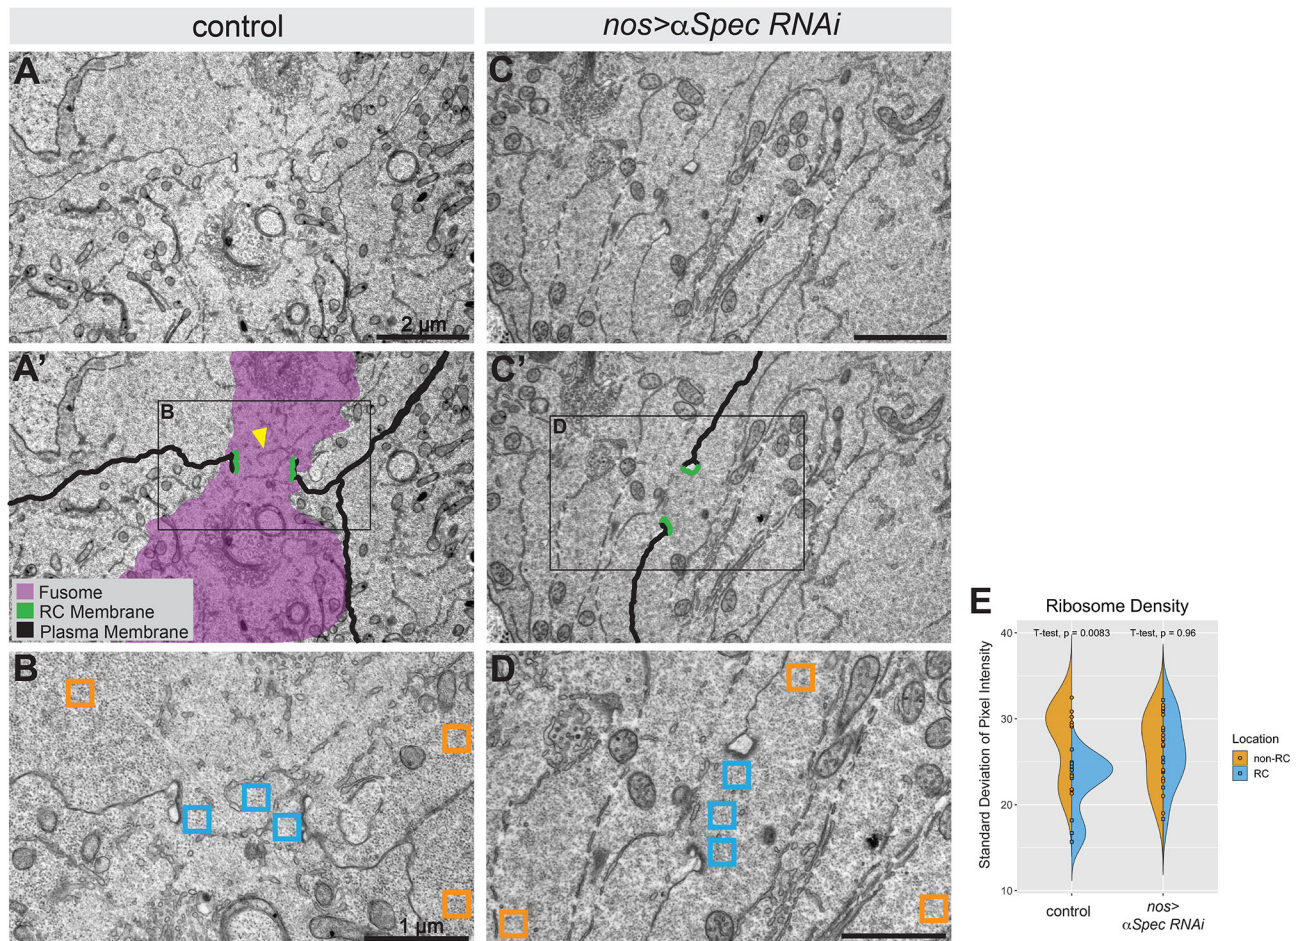 control
nos>αSpec RNAi
A
C
2 µm
A’
C’
B
D
Fusome
RC Membrane
Plasma Membrane
B
D
1 µm
E
Ribosome Density
T-test, p = 0.0083
T-test, p = 0.96
Standard Deviation of Pixel Intensity
40
30
20
10
control
nos>
αSpec RNAi
Location
non-RC
RC